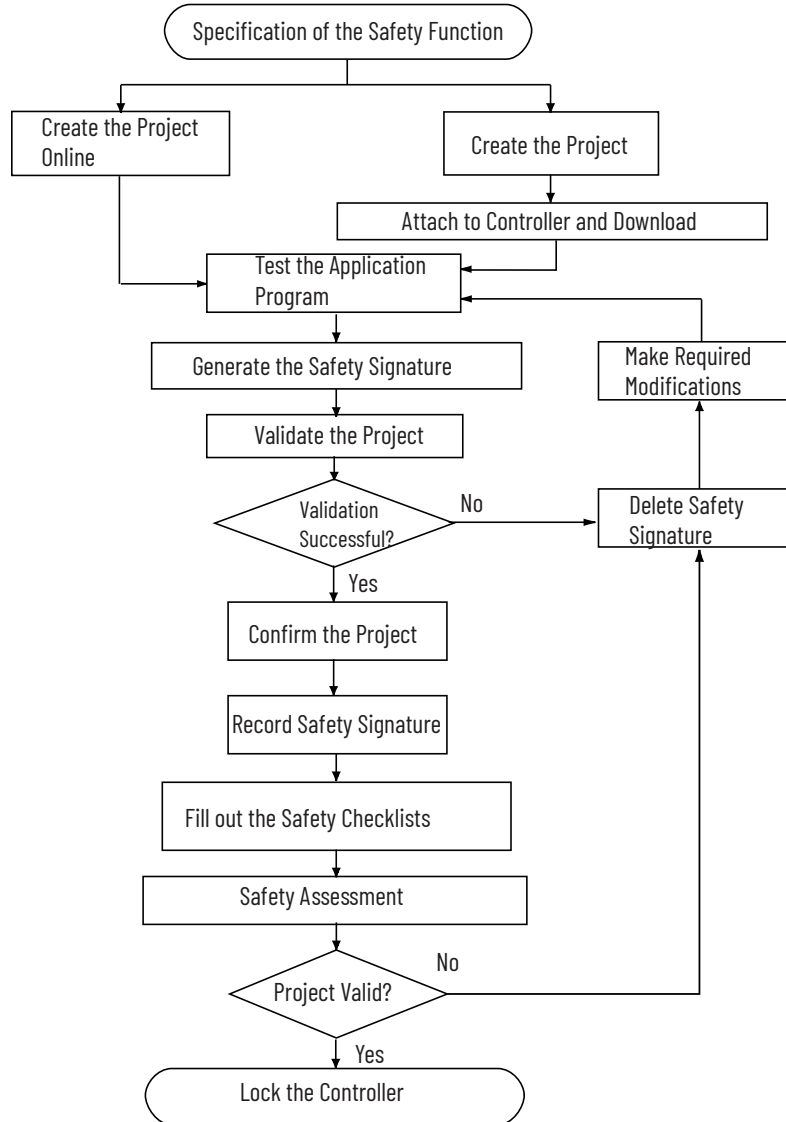 Specification of the Safety Function
Create the Project
Online
Create the Project
Attach to Controller and Download
Test the Application
Program
Generate the Safety Signature
Make Required
Modifications
Validate the Project
Validation
Successful?
No
Delete Safety
Signature
Yes
Confirm the Project
Record Safety Signature
Fill out the Safety Checklists
Safety Assessment
Project Valid?
No
Yes
Lock the Controller